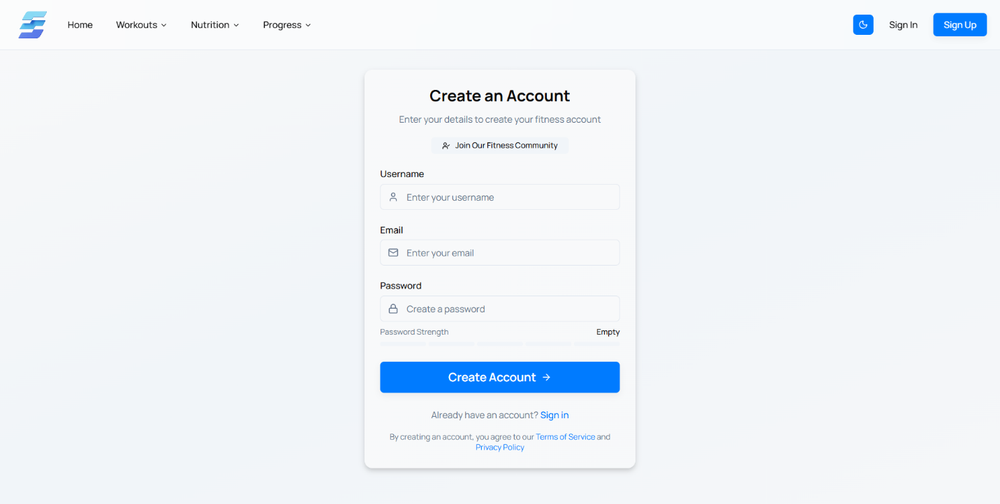 Home Workouts Nutrition Progress Sign In Sign Up
Create an Account
Enter your details to create your fitness account
Join Our Fitness Community
Username
Enter your username
Email
Enter your email
Password
Create a password
Password Strength Empty
Create Account →
Already have an account? Sign in
By creating an account, you agree to our Terms of Service and
Privacy Policy